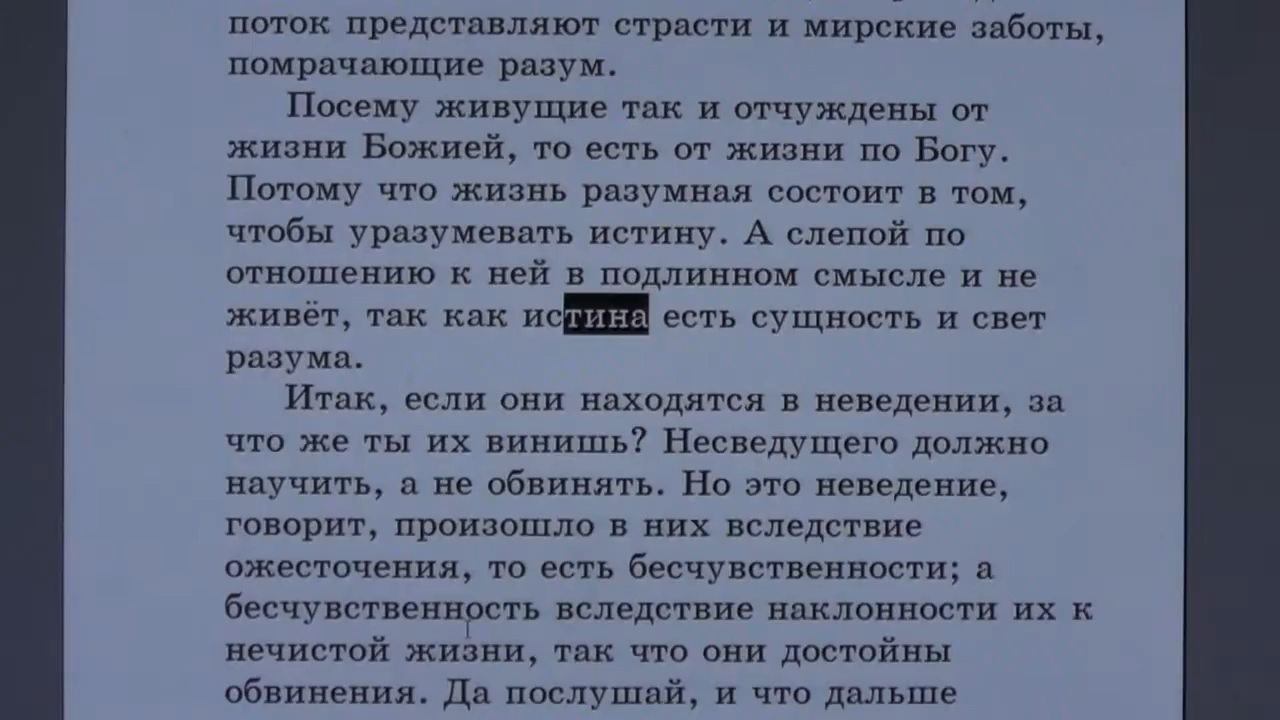 поток представляют страсти и мирские заботы,
помрачающие разум.
Посему живущие так и отчуждены от
жизни Божией, то есть от жизни по Богу.
Потому что жизнь разумная состоит в том,
чтобы уразумевать истину. А слепой по
отношению к ней в подлинном смысле и не
живёт, так как истина есть сущность и свет
разума.
Итак, если они находятся в неведении, за
что же ты их винишь? Несведущего должно
научить, а не обвинять. Но это неведение,
говорит, произошло в них вследствие
ожесточения, то есть бесчувственности; а
бесчувственность вследствие наклонности их к
нечистой жизни, так что они достойны
обвинения. Да послушай, и что дальше